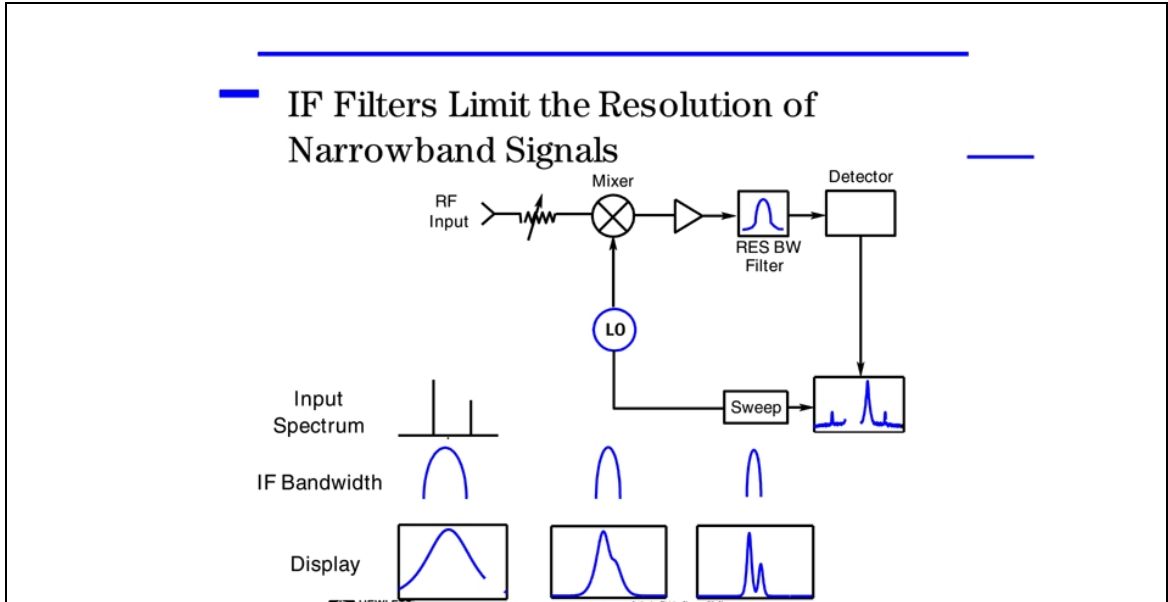 IF Filters Limit the Resolution of
Narrowband Signals
Mixer
Detector
RF
Input
RES BW
Filter
LO
Sweep
Input
Spectrum
IF Bandwidth
Display